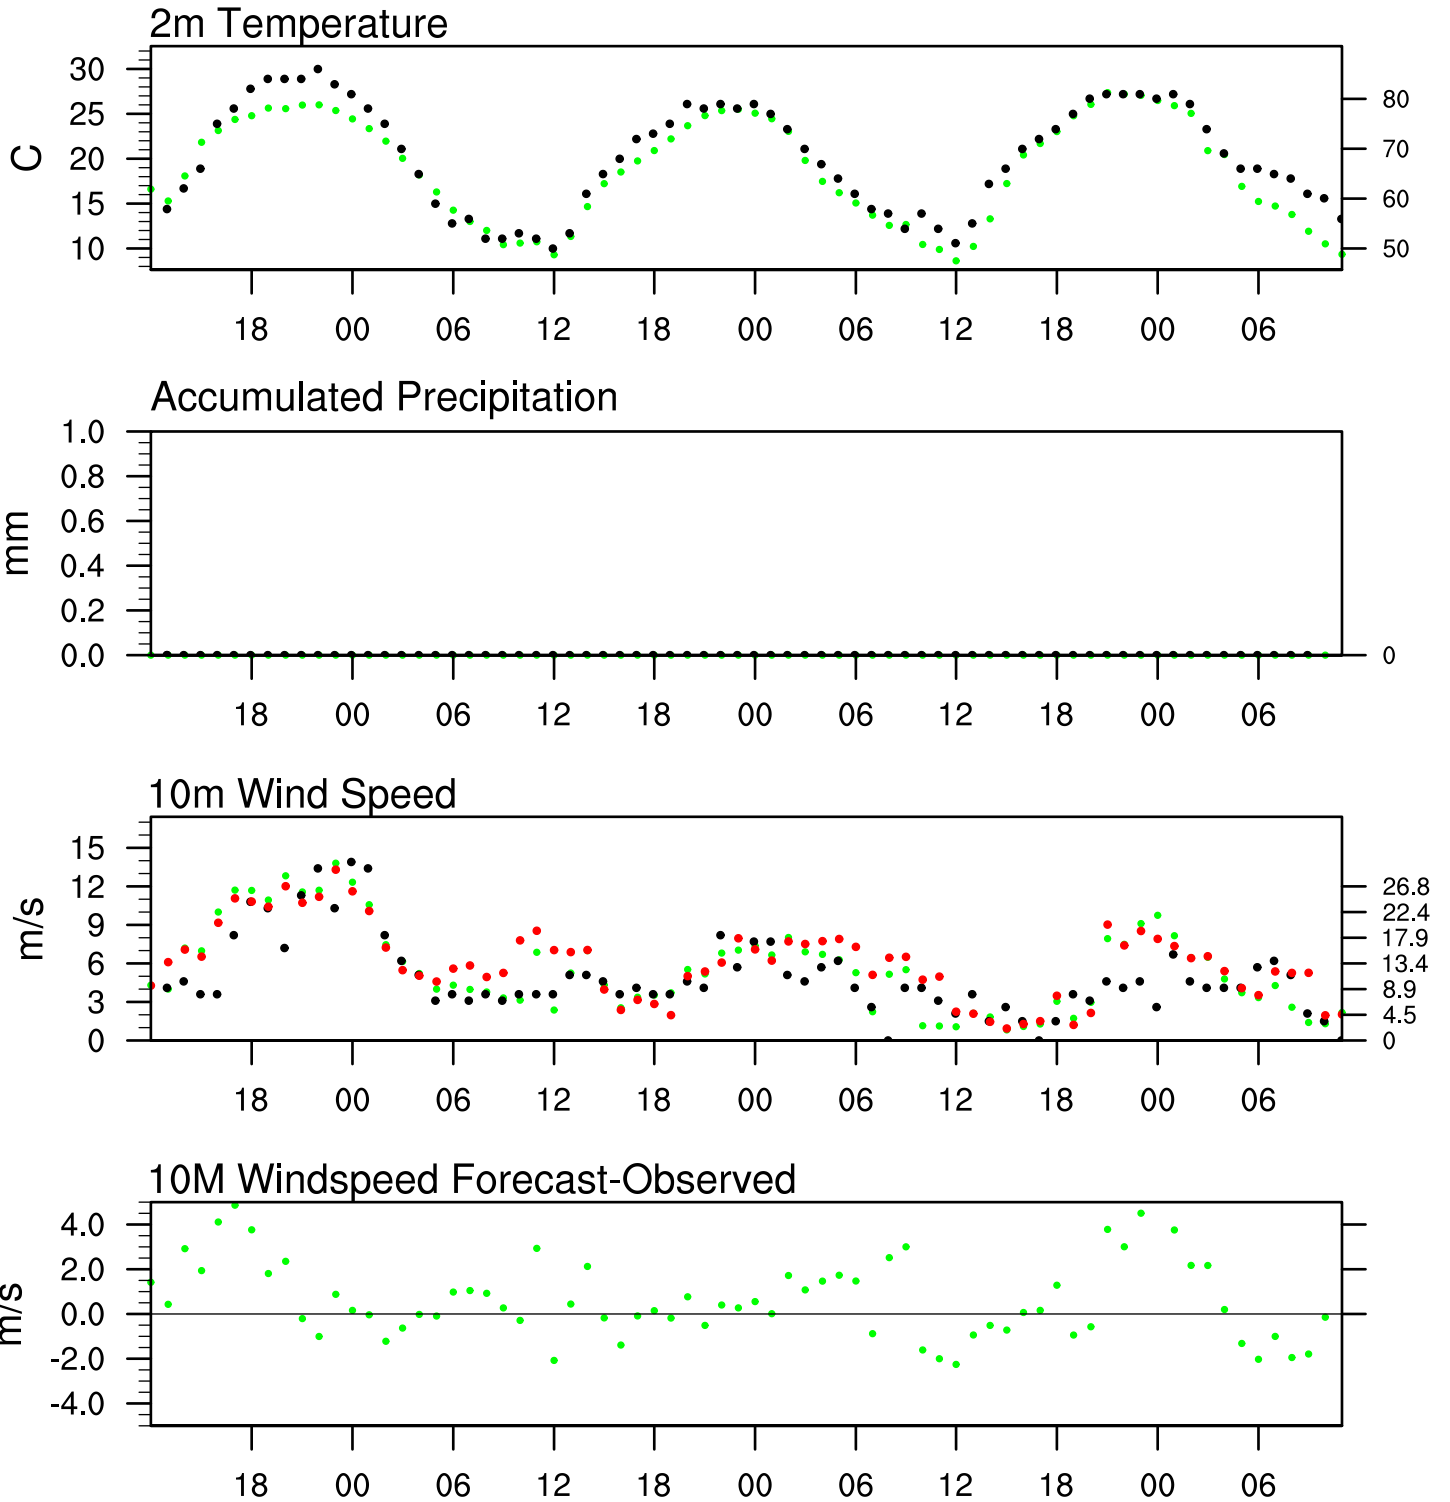 2m Temperature
30
25
20
15
10
C
80
70
60
50
18 00 06 12 18 00 06 12 18 00 06
Accumulated Precipitation
1.0
0.8
0.6
0.4
0.2
0.0
mm
0
18 00 06 12 18 00 06 12 18 00 06
10m Wind Speed
15
12
9
6
3
0
m/s
26.8
22.4
17.9
13.4
8.9
4.5
0
18 00 06 12 18 00 06 12 18 00 06
10M Windspeed Forecast-Observed
4.0
2.0
0.0
-2.0
-4.0
m/s
18 00 06 12 18 00 06 12 18 00 06